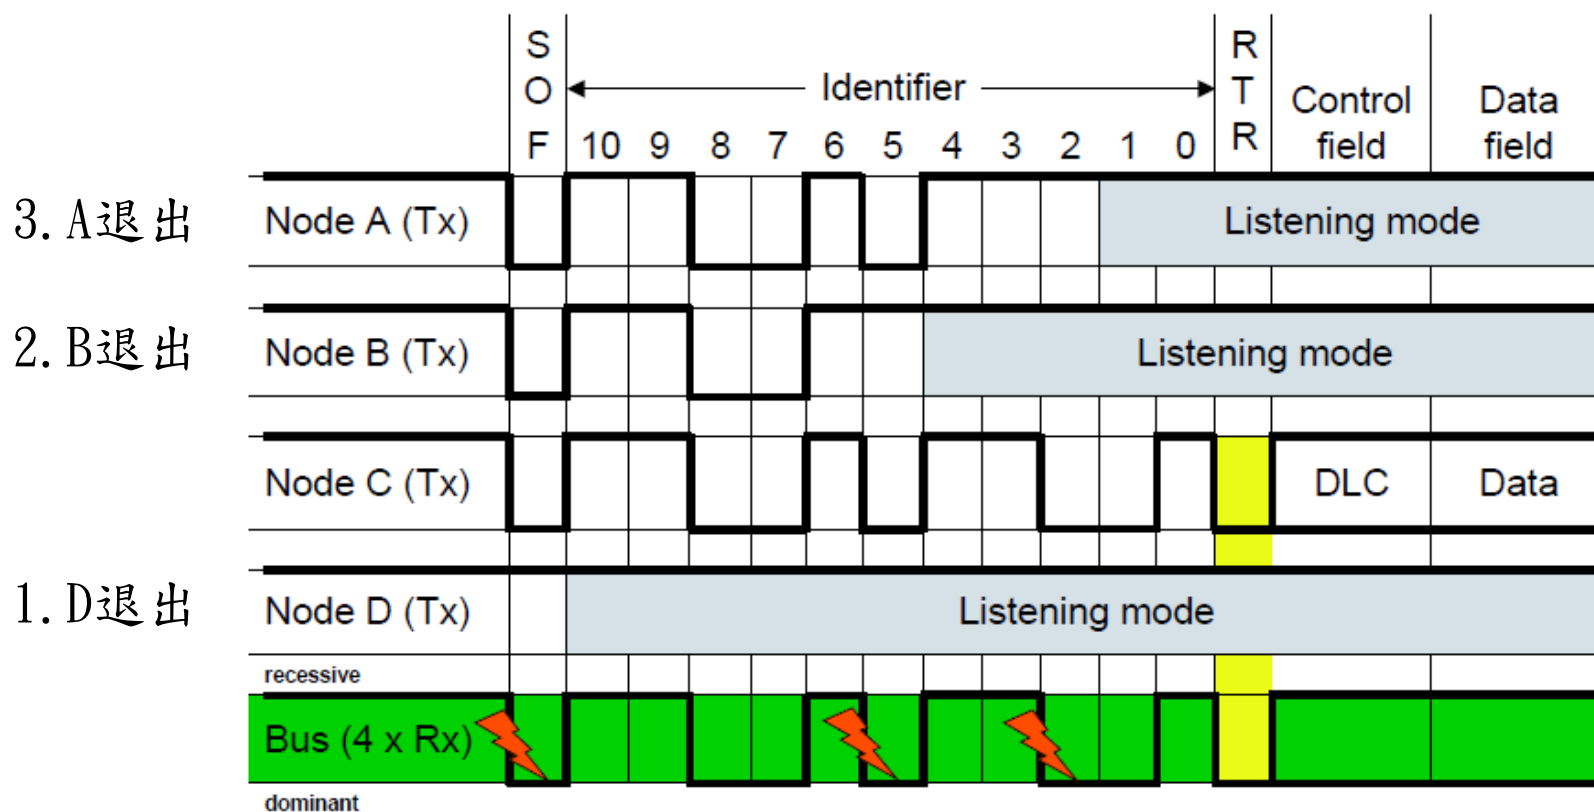 S
O
F
Identifier
10 9 8 7 6 5 4 3 2 1 0
R
T
R
Control
field
Data
field
3.A退出
Node A (Tx)
Listening mode
2.B退出
Node B (Tx)
Listening mode
Node C (Tx)
DLC
Data
1.D退出
Node D (Tx)
Listening mode
recessive
Bus (4 x Rx)
dominant